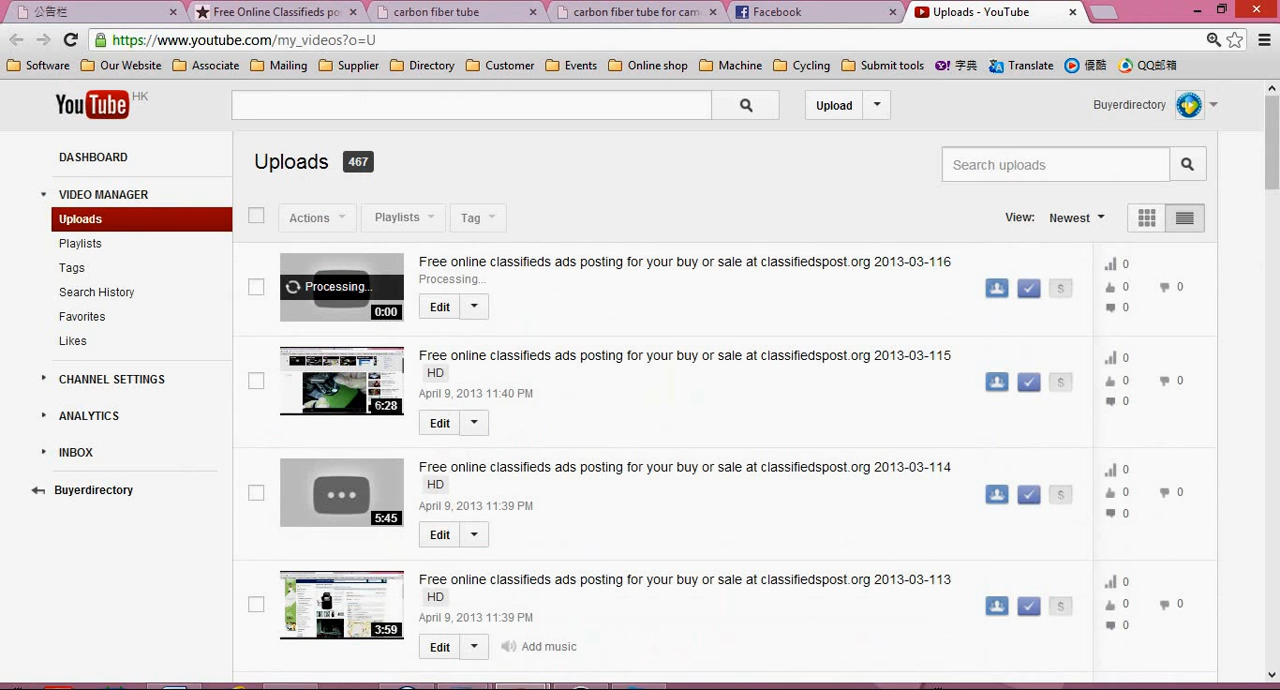 公告栏
Free Online Classifieds pos
carbon fiber tube
carbon fiber tube for cam
Facebook
Uploads - YouTube
https://www.youtube.com/my_videos?o=U
Software Our Website Associate Mailing Supplier Directory Customer Events Online shop Machine Cycling Submit tools 字典 Translate 優酷 QQ邮箱
YouTube HK
Upload
Buyerdirectory
DASHBOARD
VIDEO MANAGER
Uploads
Playlists
Tags
Search History
Favorites
Likes
CHANNEL SETTINGS
ANALYTICS
INBOX
Buyerdirectory
Uploads 467
Search uploads
Actions Playlists Tag
View: Newest
Processing...
0:00
Free online classifieds ads posting for your buy or sale at classifiedspost.org 2013-03-116
Processing...
Edit
$
0
0 0
0
6:28
Free online classifieds ads posting for your buy or sale at classifiedspost.org 2013-03-115
HD
April 9, 2013 11:40 PM
Edit
$
0
0 0
0
5:45
Free online classifieds ads posting for your buy or sale at classifiedspost.org 2013-03-114
HD
April 9, 2013 11:39 PM
Edit
$
0
0 0
0
3:59
Free online classifieds ads posting for your buy or sale at classifiedspost.org 2013-03-113
HD
April 9, 2013 11:39 PM
Edit Add music
$
0
0 0
0